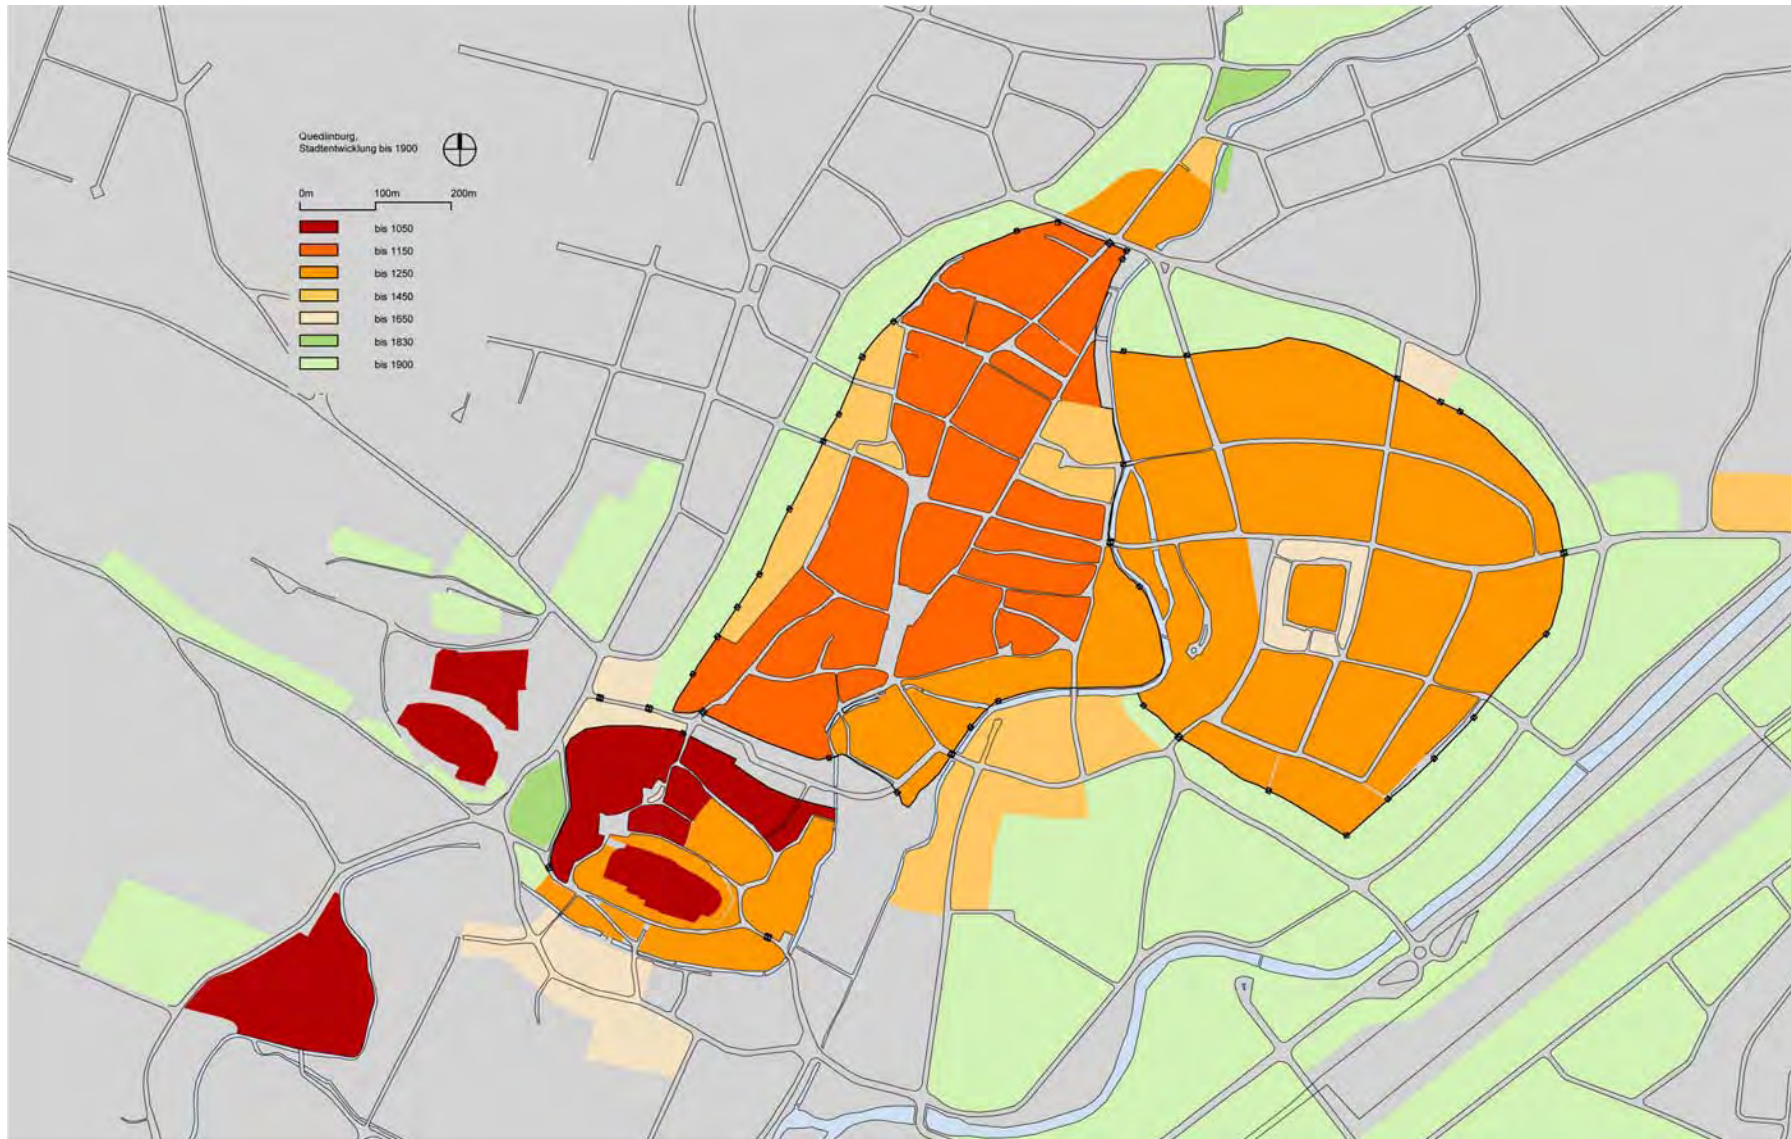 Quedlinburg,
Stadtentwicklung bis 1900
0m 100m 200m
bis 1050
bis 1150
bis 1250
bis 1450
bis 1650
bis 1830
bis 1900